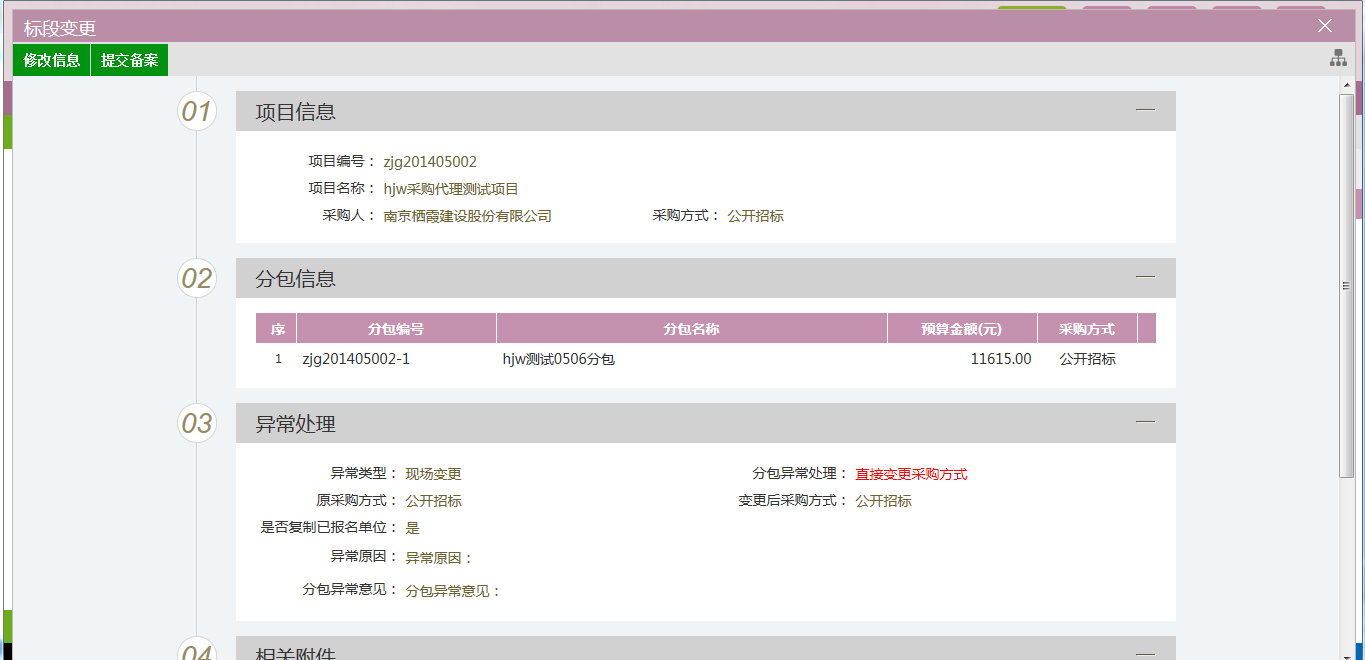 标段变更
修改信息 提交备案
01 项目信息
项目编号： zjg201405002
项目名称： hjw采购代理测试项目
采购人： 南京栖霞建设股份有限公司 采购方式： 公开招标
02 分包信息
序 分包编号 分包名称 预算金额(元) 采购方式
1 zjg201405002-1 hjw测试0506分包 11615.00 公开招标
03 异常处理
异常类型： 现场变更 分包异常处理： 直接变更采购方式
原采购方式： 公开招标 变更后采购方式： 公开招标
是否复制已报名单位： 是
异常原因： 异常原因：
分包异常意见： 分包异常意见：
04 相关附件